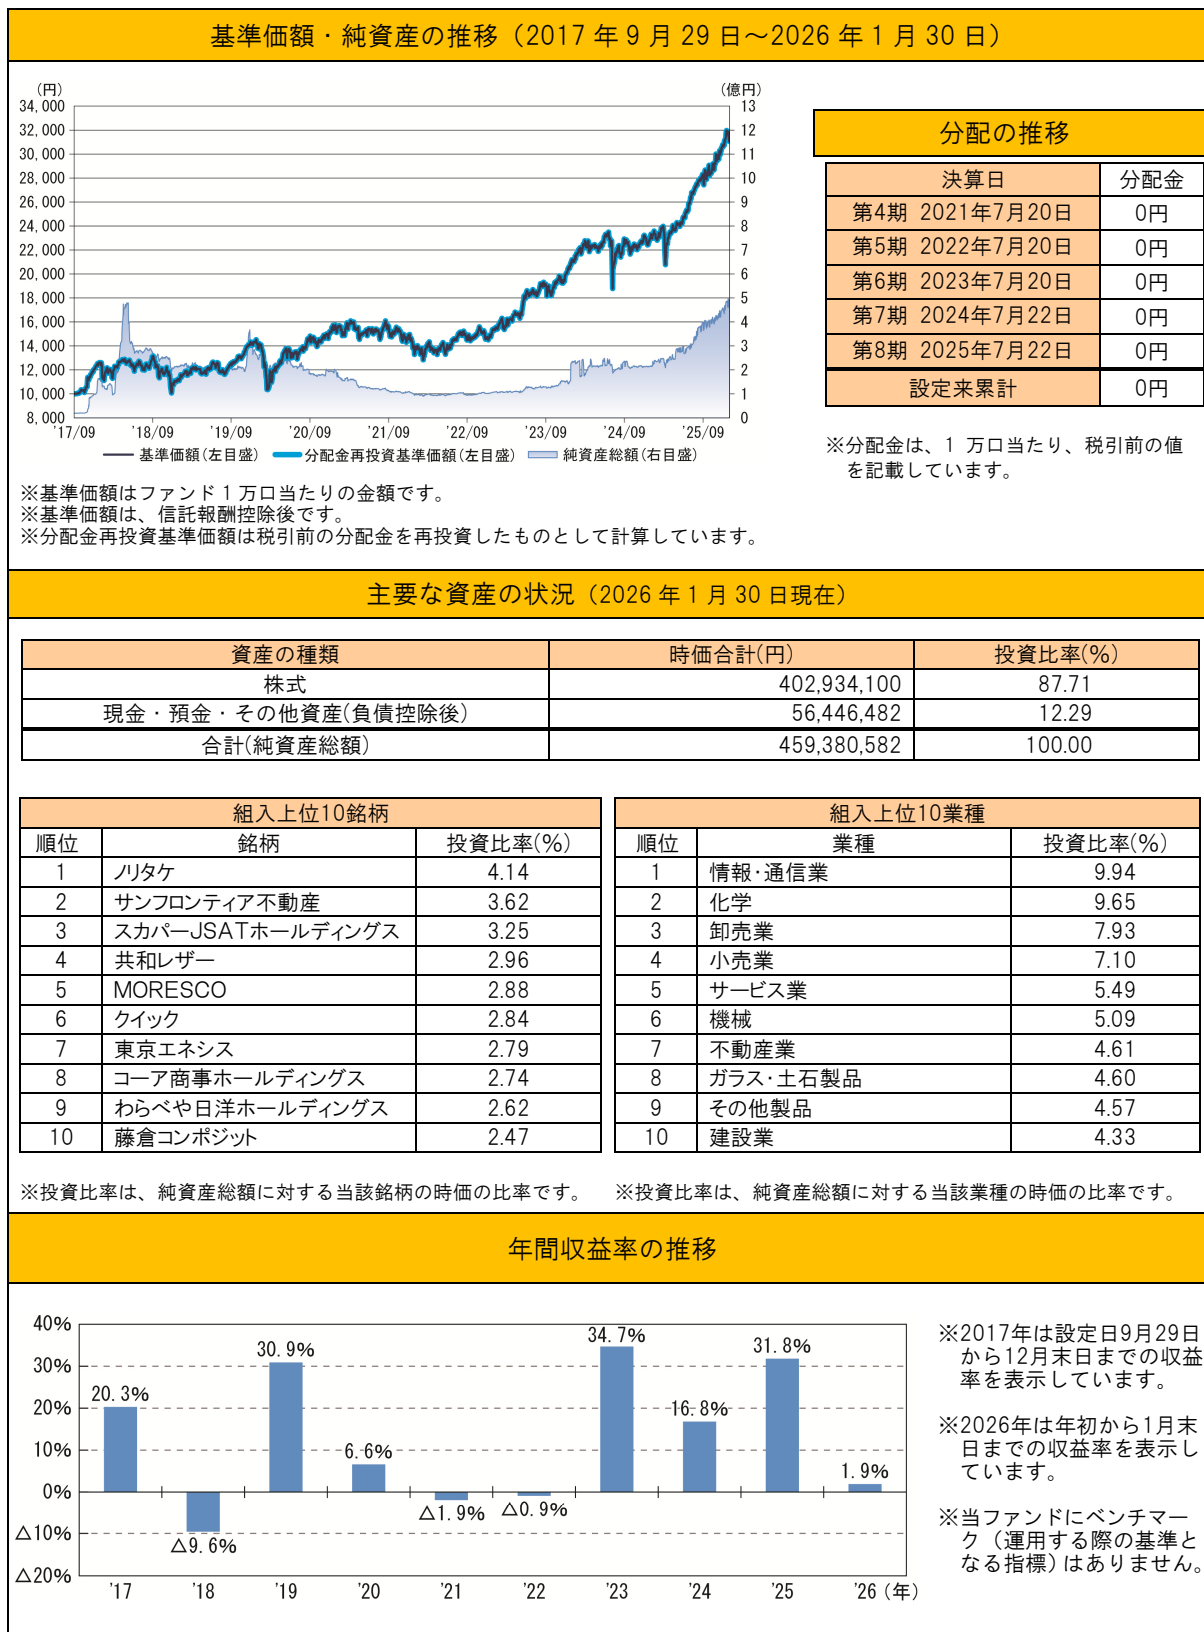 基準価額・純資産の推移（2017 年 9 月 29 日～2026 年 1 月 30 日）
（円）
（億円）
34,000
32,000
30,000
28,000
26,000
24,000
22,000
20,000
18,000
16,000
14,000
12,000
10,000
8,000
13
12
11
10
9
8
7
6
5
4
3
2
1
0
'17/09 '18/09 '19/09 '20/09 '21/09 '22/09 '23/09 '24/09 '25/09
基準価額(左目盛) 分配金再投資基準価額(左目盛) 純資産総額(右目盛)
※基準価額はファンド 1 万口当たりの金額です。
※基準価額は、信託報酬控除後です。
※分配金再投資基準価額は税引前の分配金を再投資したものとして計算しています。
分配の推移
決算日 分配金
第4期 2021年7月20日 0円
第5期 2022年7月20日 0円
第6期 2023年7月20日 0円
第7期 2024年7月22日 0円
第8期 2025年7月22日 0円
設定来累計 0円
※分配金は、1 万口当たり、税引前の値
を記載しています。
主要な資産の状況（2026 年 1 月 30 日現在）
資産の種類 時価合計(円) 投資比率(%)
株式 402,934,100 87.71
現金・預金・その他資産(負債控除後) 56,446,482 12.29
合計(純資産総額) 459,380,582 100.00
組入上位10銘柄
順位 銘柄 投資比率(%)
1 ノリタケ 4.14
2 サンフロンティア不動産 3.62
3 スカパーJSATホールディングス 3.25
4 共和レザー 2.96
5 MORESCO 2.88
6 クイック 2.84
7 東京エネシス 2.79
8 コーア商事ホールディングス 2.74
9 わらべや日洋ホールディングス 2.62
10 藤倉コンポジット 2.47
※投資比率は、純資産総額に対する当該銘柄の時価の比率です。
組入上位10業種
順位 業種 投資比率(%)
1 情報・通信業 9.94
2 化学 9.65
3 卸売業 7.93
4 小売業 7.10
5 サービス業 5.49
6 機械 5.09
7 不動産業 4.61
8 ガラス・土石製品 4.60
9 その他製品 4.57
10 建設業 4.33
※投資比率は、純資産総額に対する当該業種の時価の比率です。
年間収益率の推移
40%
30%
20%
10%
0%
△10%
△20%
20.3%
△9.6%
30.9%
6.6%
△1.9%
△0.9%
34.7%
16.8%
31.8%
1.9%
'17 '18 '19 '20 '21 '22 '23 '24 '25 '26 (年)
※2017年は設定日9月29日
から12月末日までの収益
率を表示しています。
※2026年は年初から1月末
日までの収益率を表示し
ています。
※当ファンドにベンチマー
ク（運用する際の基準と
なる指標）はありません。